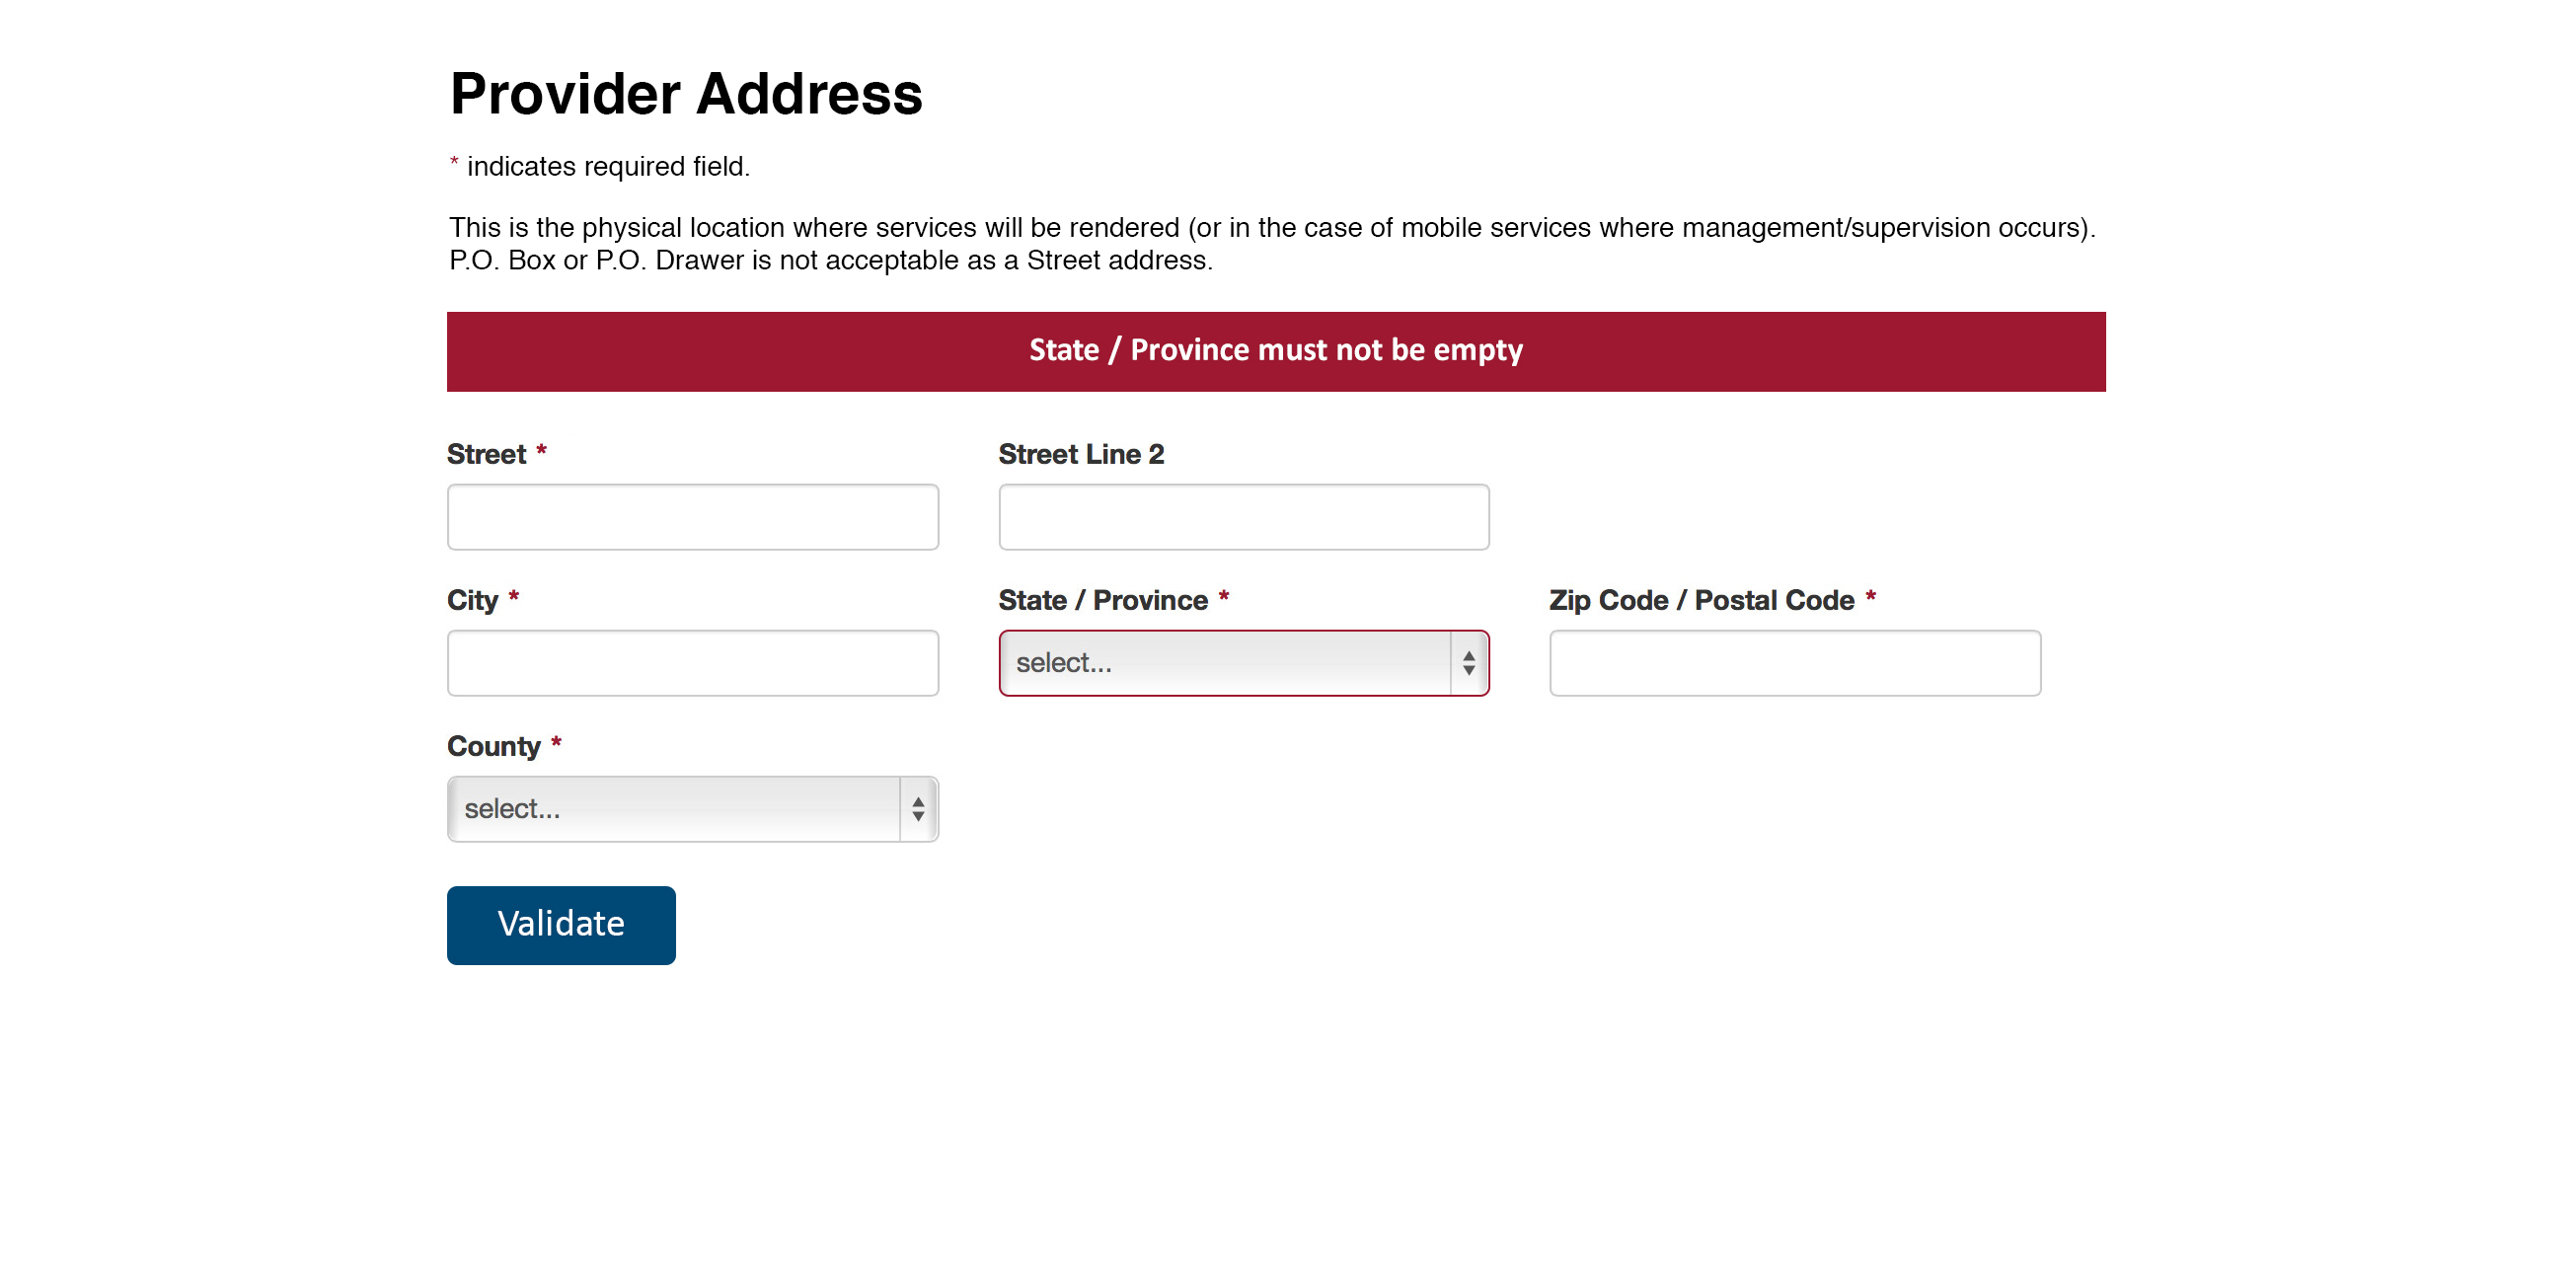 Provider Address
* indicates required field.
This is the physical location where services will be rendered (or in the case of mobile services where management/supervision occurs).
P.O. Box or P.O. Drawer is not acceptable as a Street address.
State / Province must not be empty
Street *
Street Line 2
City *
State / Province *
Zip Code / Postal Code *
select...
County *
select...
Validate